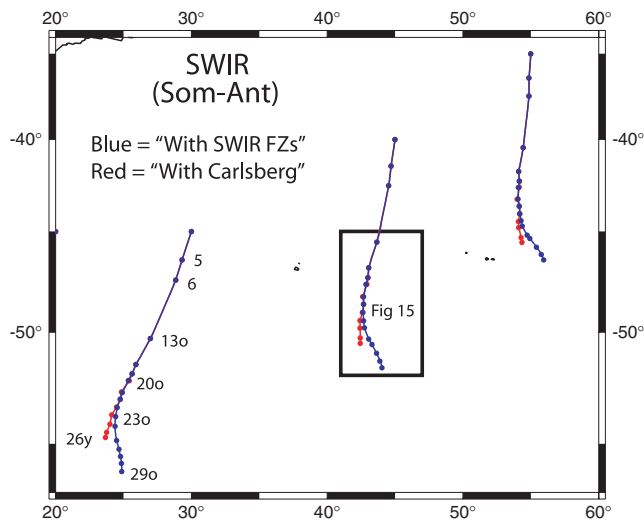 20° 30° 40° 50° 60°
SWIR
(Som-Ant)
Blue = “With SWIR FZs”
Red = “With Carlsberg”
-40° -40°
5
6
Fig 15
-50° -50°
13o
20o
23o
26y
29o
20° 30° 40° 50° 60°